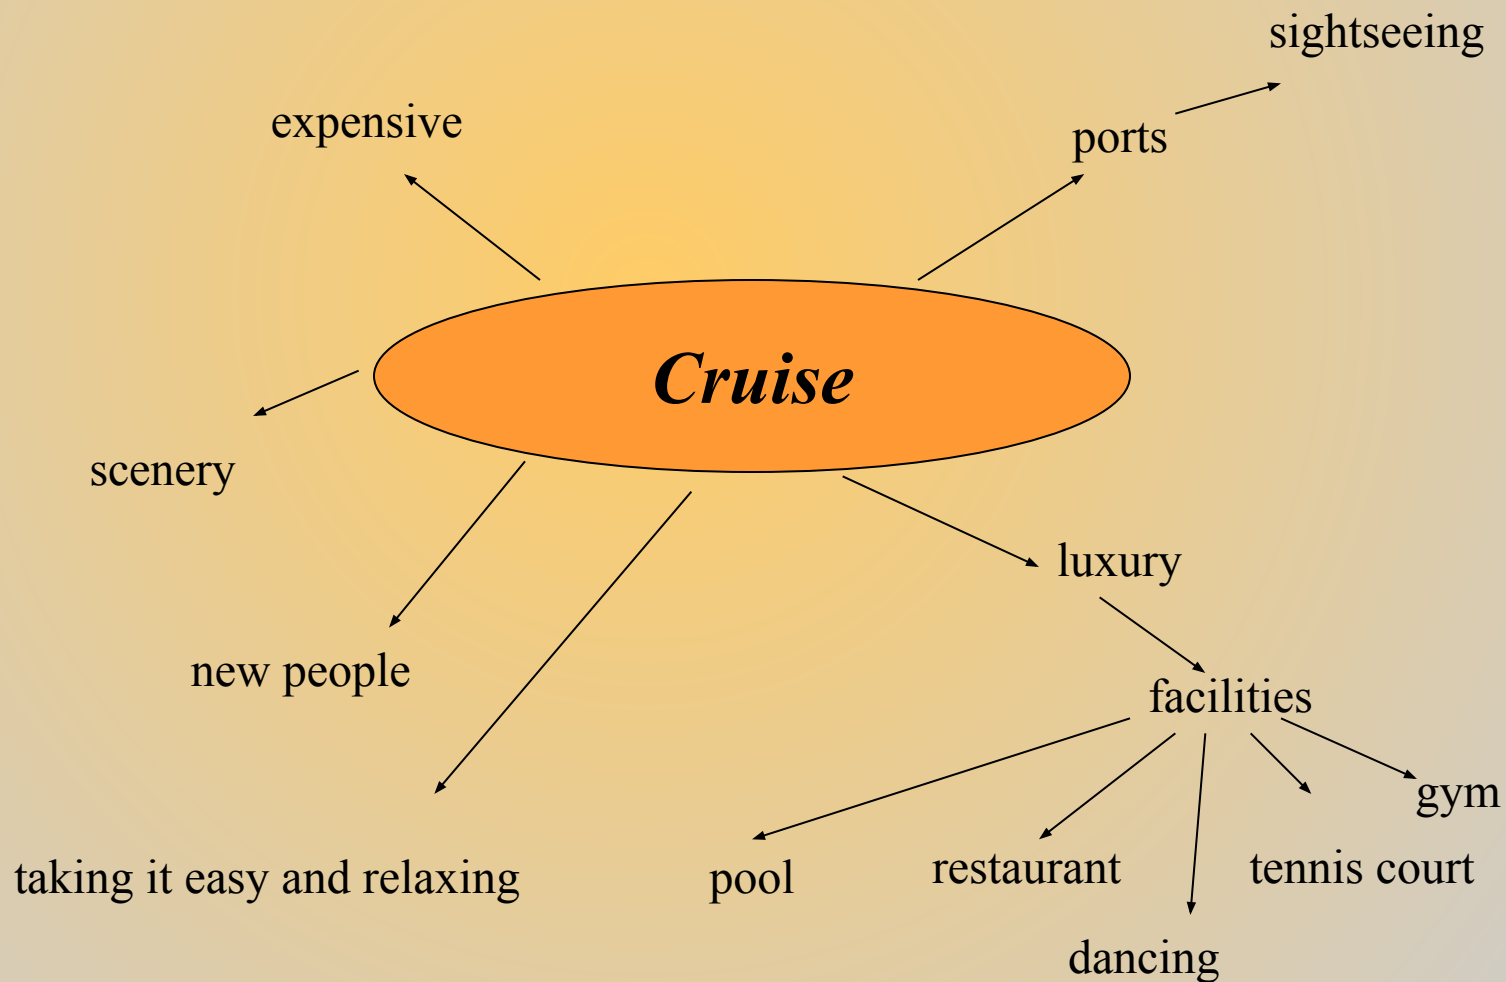 sightseeing
expensive
ports
Cruise
scenery
luxury
new people
facilities
gym
taking it easy and relaxing
pool
restaurant
tennis court
dancing